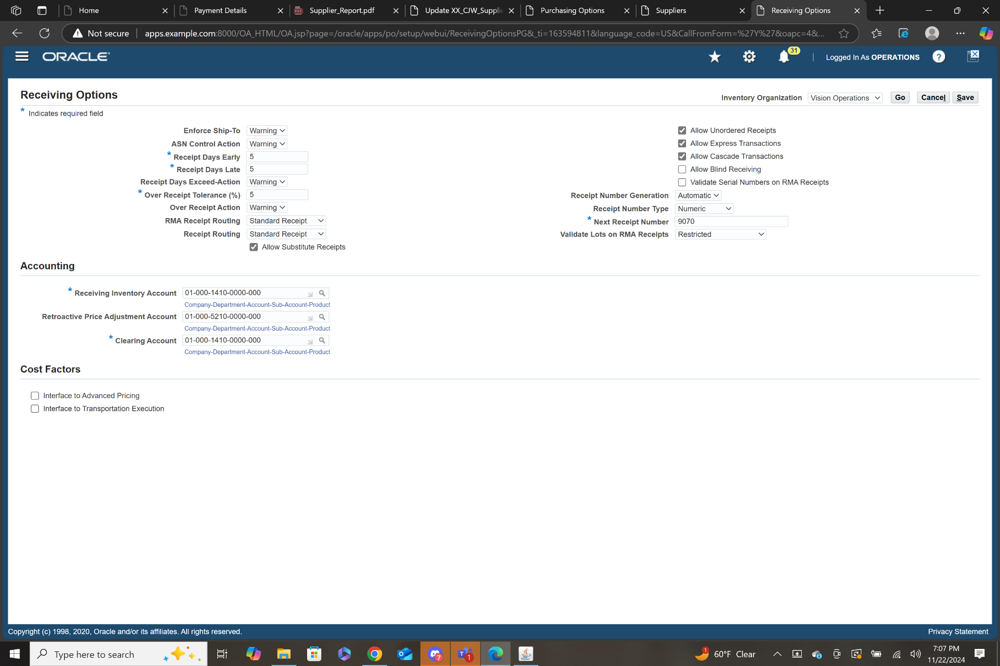 Home
Payment Details
Supplier_Report.pdf
Update XX_CJW_Supplie
Purchasing Options
Suppliers
Receiving Options
Not secure
apps.example.com:8000/OA_HTML/OA.jsp?page=/oracle/apps/po/setup/webui/ReceivingOptionsPG&_ti=163594811&language_code=US&CallFromForm=%27Y%27&oapc=4&...
ORACLE
31
Logged In As OPERATIONS
Receiving Options
Inventory Organization Vision Operations Go Cancel Save
* Indicates required field
Enforce Ship-To Warning
ASN Control Action Warning
* Receipt Days Early 5
* Receipt Days Late 5
Receipt Days Exceed-Action Warning
* Over Receipt Tolerance (%) 5
Over Receipt Action Warning
RMA Receipt Routing Standard Receipt
Receipt Routing Standard Receipt
Allow Substitute Receipts
Allow Unordered Receipts
Allow Express Transactions
Allow Cascade Transactions
Allow Blind Receiving
Validate Serial Numbers on RMA Receipts
Receipt Number Generation Automatic
Receipt Number Type Numeric
* Next Receipt Number 9070
Validate Lots on RMA Receipts Restricted
Accounting
* Receiving Inventory Account 01-000-1410-0000-000
Company-Department-Account-Sub-Account-Product
Retroactive Price Adjustment Account 01-000-5210-0000-000
Company-Department-Account-Sub-Account-Product
* Clearing Account 01-000-1410-0000-000
Company-Department-Account-Sub-Account-Product
Cost Factors
Interface to Advanced Pricing
Interface to Transportation Execution
Copyright (c) 1998, 2020, Oracle and/or its affiliates. All rights reserved.
Privacy Statement
Type here to search
7
1
1
60°F Clear
7:07 PM
11/22/2024